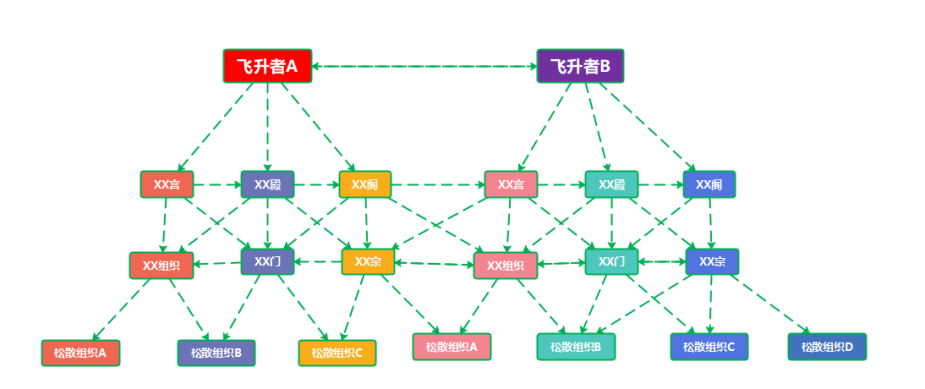 飞升者A
飞升者B
XX宫
XX殿
XX阁
XX宫
XX殿
XX阁
XX组织
XX门
XX宗
XX组织
XX门
XX宗
松散组织A
松散组织B
松散组织C
松散组织A
松散组织B
松散组织C
松散组织D